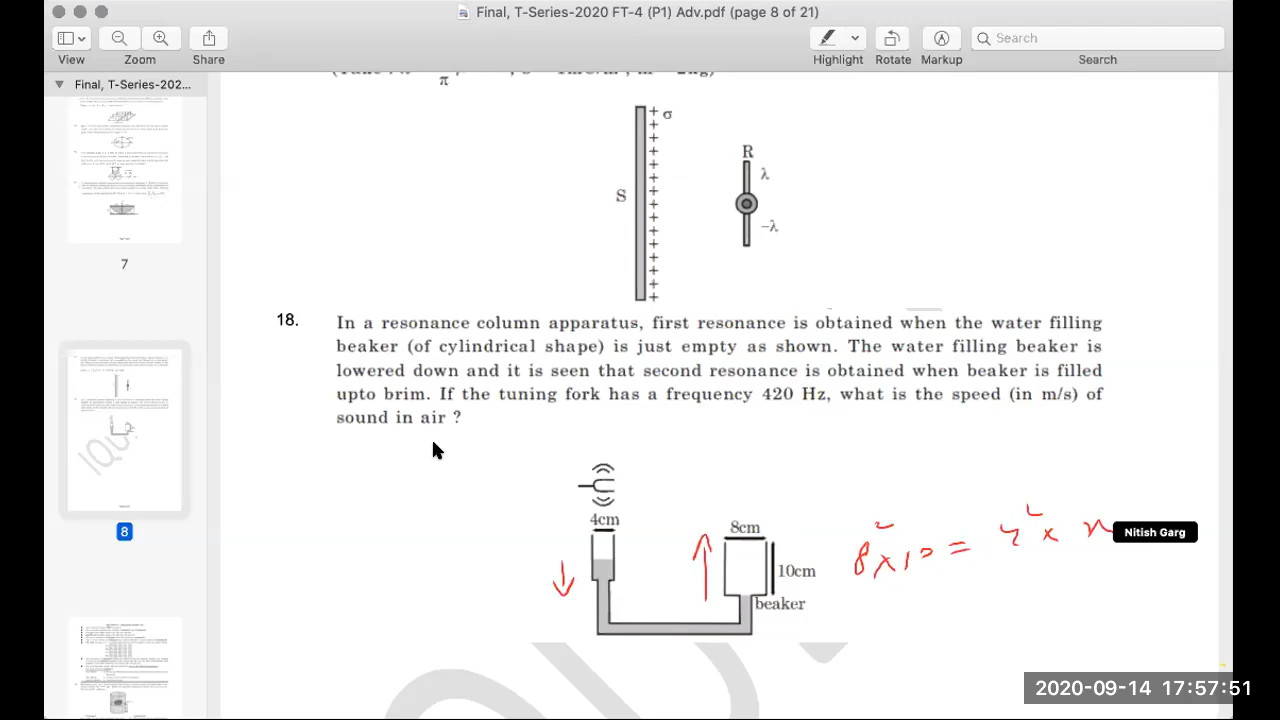 Final, T-Series-2020 FT-4 (P1) Adv.pdf (page 8 of 21)
View
Zoom
Share
Highlight
Rotate
Markup
Search
Search
Final, T-Series-202...
7
8
π
+ σ
S
R
λ
−λ
18.
In a resonance column apparatus, first resonance is obtained when the water filling
beaker (of cylindrical shape) is just empty as shown. The water filling beaker is
lowered down and it is seen that second resonance is obtained when beaker is filled
upto brim. If the tuning fork has a frequency 420 Hz, what is the speed (in m/s) of
sound in air ?
4cm
8cm
10cm
beaker
8² × 10 = 4² × x
Nitish Garg
2020-09-14 17:57:51